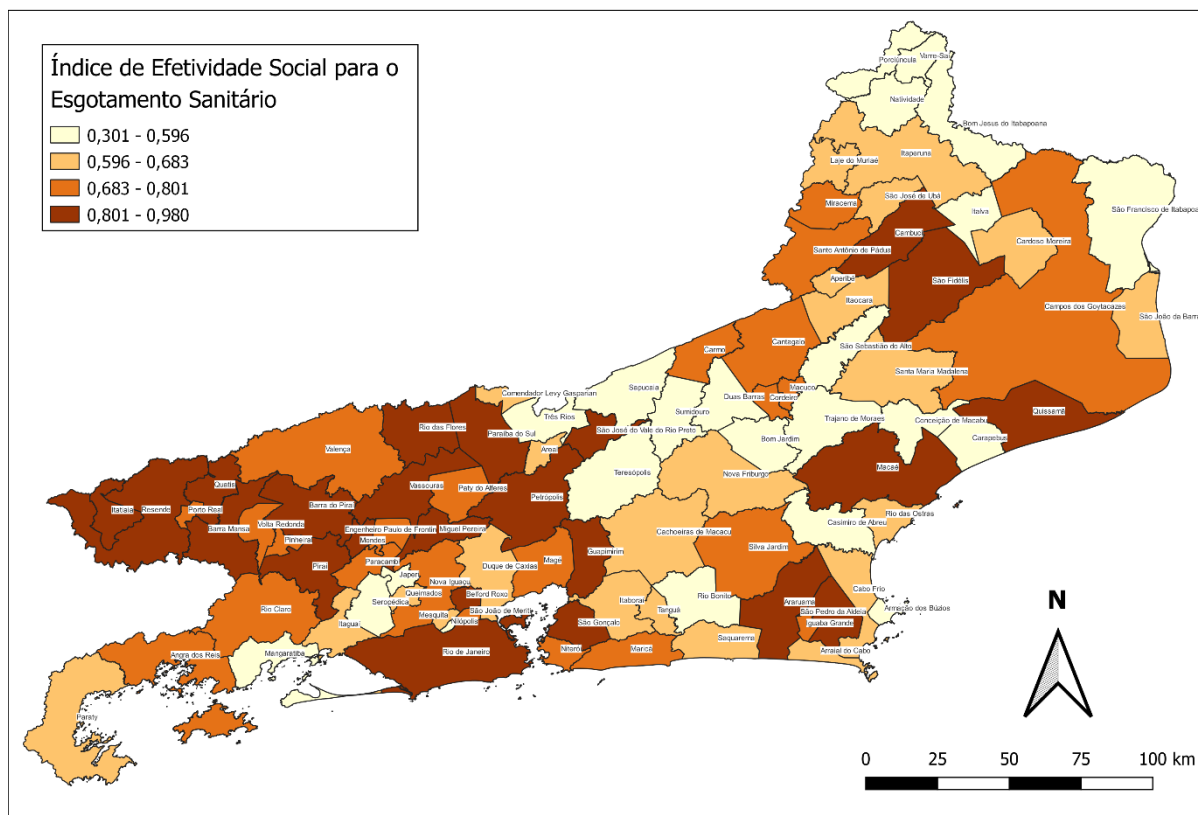 Índice de Efetividade Social para o
Esgotamento Sanitário
0,301 - 0,596
0,596 - 0,683
0,683 - 0,801
0,801 - 0,980
Porciúncula
Varre-Sai
Natividade
Bom Jesus do Itabapoana
Laje do Muriaé
Itaperuna
Miracema
São José de Ubá
Italva
São Francisco de Itabapoa
Cambuci
Santo Antônio de Pádua
Cardoso Moreira
Aperibé
São Fidélis
Itaocara
Campos dos Goytacazes
São João da Barra
Cantagalo
São Sebastião do Alto
Carmo
Santa Maria Madalena
Comendador Levy Gasparian
Sapucaia
Macuco
Cordeiro
Duas Barras
Três Rios
Sumidouro
Trajano de Moraes
Conceição de Macabu
Quissamã
Rio das Flores
Paraíba do Sul
São José do Vale do Rio Preto
Bom Jardim
Carapebus
Valença
Areal
Teresópolis
Nova Friburgo
Macaé
Quatis
Vassouras
Paty do Alferes
Petrópolis
Itatiaia
Resende
Porto Real
Barra do Piraí
Rio das Ostras
Barra Mansa
Volta Redonda
Engenheiro Paulo de Frontin
Miguel Pereira
Casimiro de Abreu
Pinheiral
Mendes
Cachoeiras de Macacu
Silva Jardim
Piraí
Paracambi
Duque de Caxias
Magé
Guapimirim
Japeri
Nova Iguaçu
Cabo Frio
Rio Claro
Seropédica
Queimados
Belford Roxo
Itaboraí
Rio Bonito
Araruama
Armação dos Búzios
Mesquita
São João de Meriti
Tanguá
São Pedro da Aldeia
Itaguaí
Nilópolis
São Gonçalo
Iguaba Grande
Saquarema
Angra dos Reis
Mangaratiba
Rio de Janeiro
Niterói
Maricá
Arraial do Cabo
Paraty
N
0 25 50 75 100 km